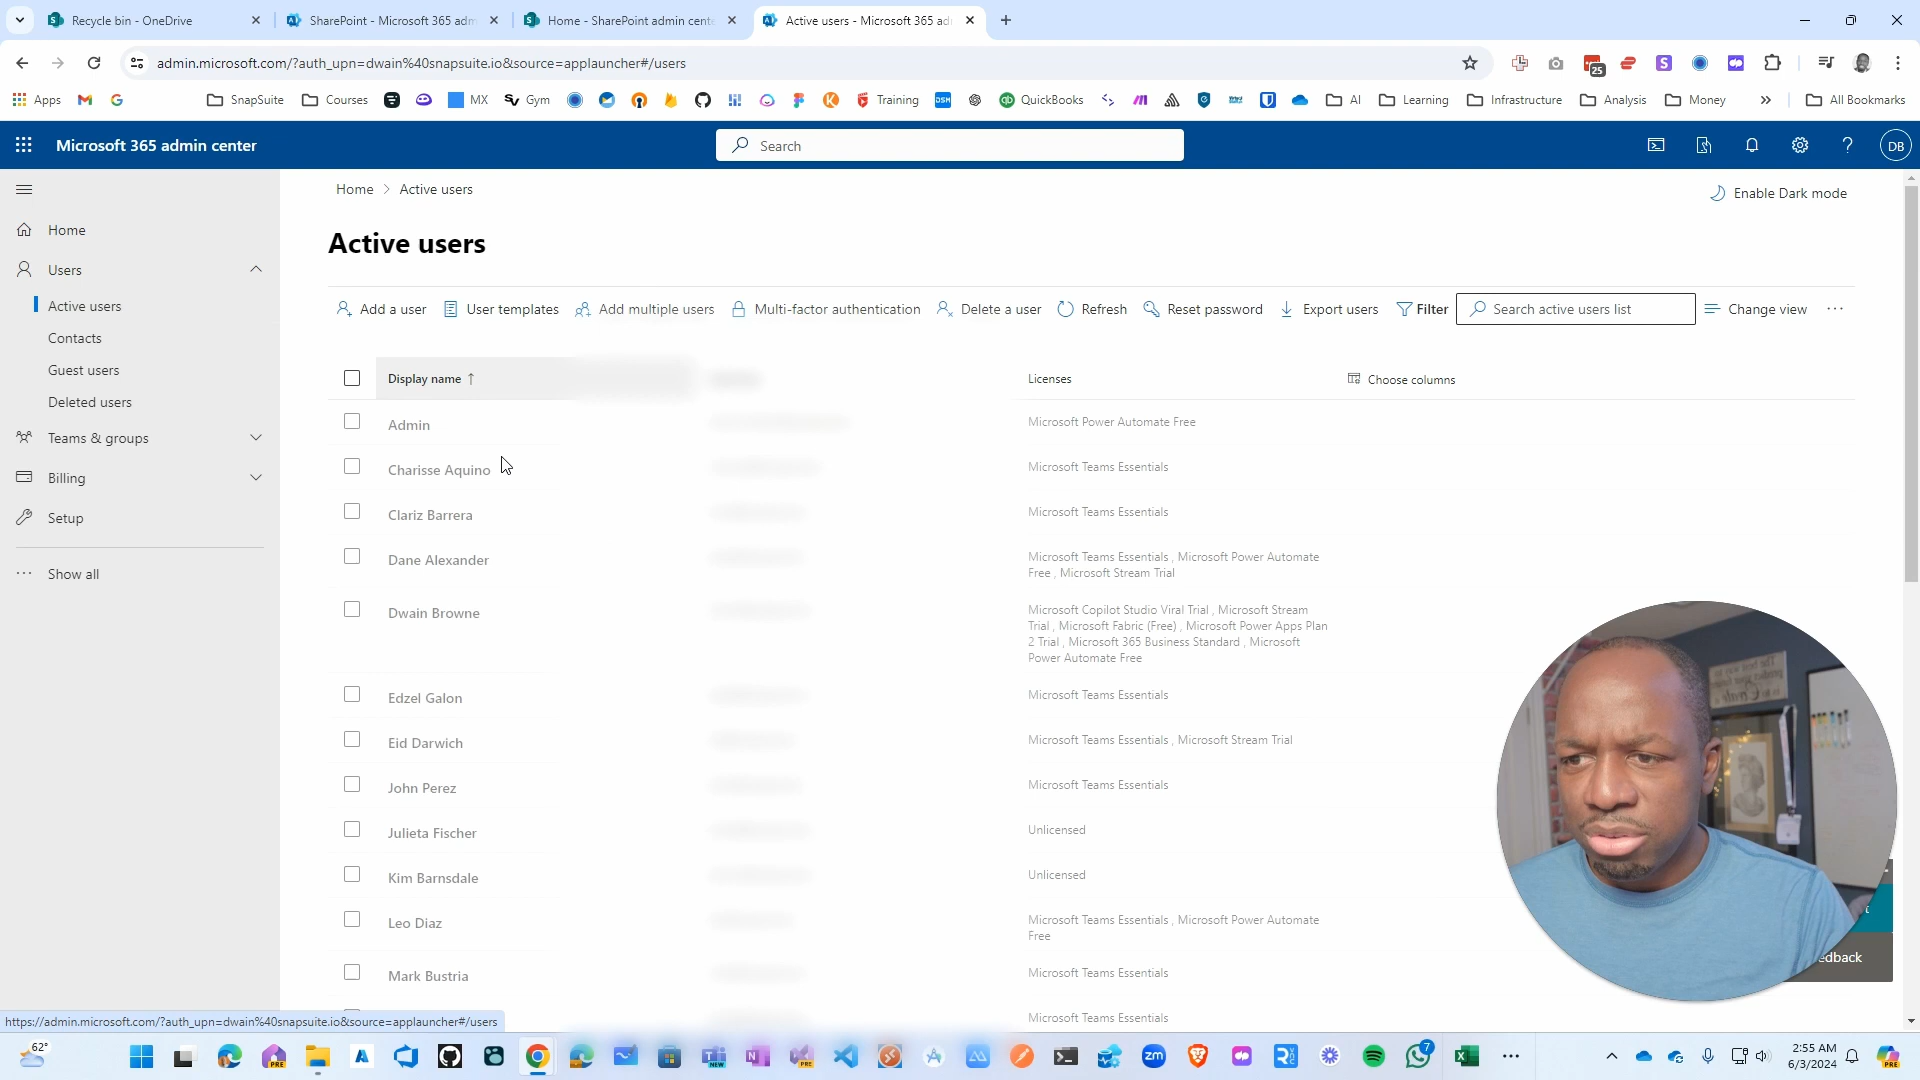 Recycle bin - OneDrive
SharePoint - Microsoft 365 adm
Home - SharePoint admin cente
Active users - Microsoft 365 ad
admin.microsoft.com/?auth_upn=dwain%40snapsuite.io&source=applauncher#/users
25
Apps
SnapSuite
Courses
MX
Gym
Training
DSM
QuickBooks
AI
Learning
Infrastructure
Analysis
Money
All Bookmarks
Microsoft 365 admin center
Search
DB
Home > Active users
Enable Dark mode
Home
Users
Active users
Contacts
Guest users
Deleted users
Teams & groups
Billing
Setup
Show all
Active users
Add a user
User templates
Add multiple users
Multi-factor authentication
Delete a user
Refresh
Reset password
Export users
Filter
Search active users list
Change view
Display name ↑
Licenses
Choose columns
Admin
Microsoft Power Automate Free
Charisse Aquino
Microsoft Teams Essentials
Clariz Barrera
Microsoft Teams Essentials
Dane Alexander
Microsoft Teams Essentials , Microsoft Power Automate
Free , Microsoft Stream Trial
Dwain Browne
Microsoft Copilot Studio Viral Trial , Microsoft Stream
Trial , Microsoft Fabric (Free) , Microsoft Power Apps Plan
2 Trial , Microsoft 365 Business Standard , Microsoft
Power Automate Free
Edzel Galon
Microsoft Teams Essentials
Eid Darwich
Microsoft Teams Essentials , Microsoft Stream Trial
John Perez
Microsoft Teams Essentials
Julieta Fischer
Unlicensed
Kim Barnsdale
Unlicensed
Leo Diaz
Microsoft Teams Essentials , Microsoft Power Automate
Free
Mark Bustria
Microsoft Teams Essentials
Microsoft Teams Essentials
edback
https://admin.microsoft.com/?auth_upn=dwain%40snapsuite.io&source=applauncher#/users
62°
PRE
NEW
PRE
zm
7
2:55 AM
6/3/2024
PRE